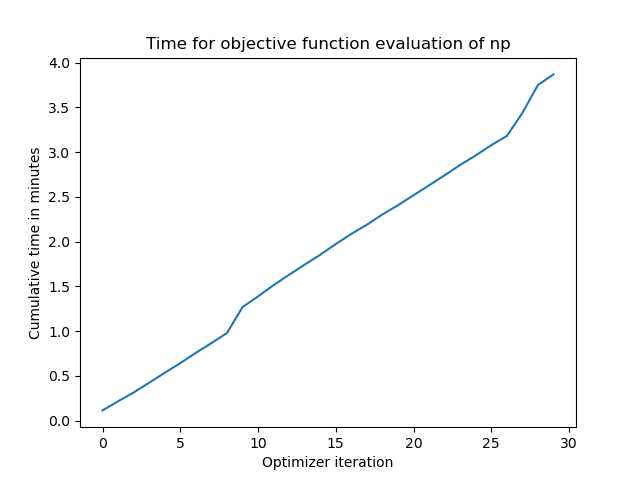 Time for objective function evaluation of np
Cumulative time in minutes
4.0
3.5
3.0
2.5
2.0
1.5
1.0
0.5
0.0
0 5 10 15 20 25 30
Optimizer iteration